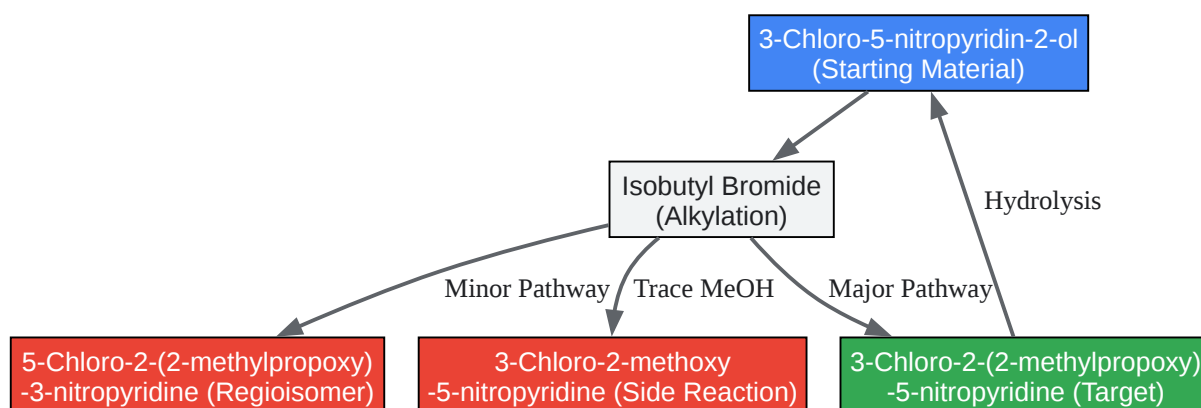 3-Chloro-5-nitropyridin-2-ol
(Starting Material)
Isobutyl Bromide
(Alkylation)
Hydrolysis
Minor Pathway
Trace MeOH
Major Pathway
5-Chloro-2-(2-methylpropoxy)
-3-nitropyridine (Regioisomer)
3-Chloro-2-methoxy
-5-nitropyridine (Side Reaction)
3-Chloro-2-(2-methylpropoxy)
-5-nitropyridine (Target)